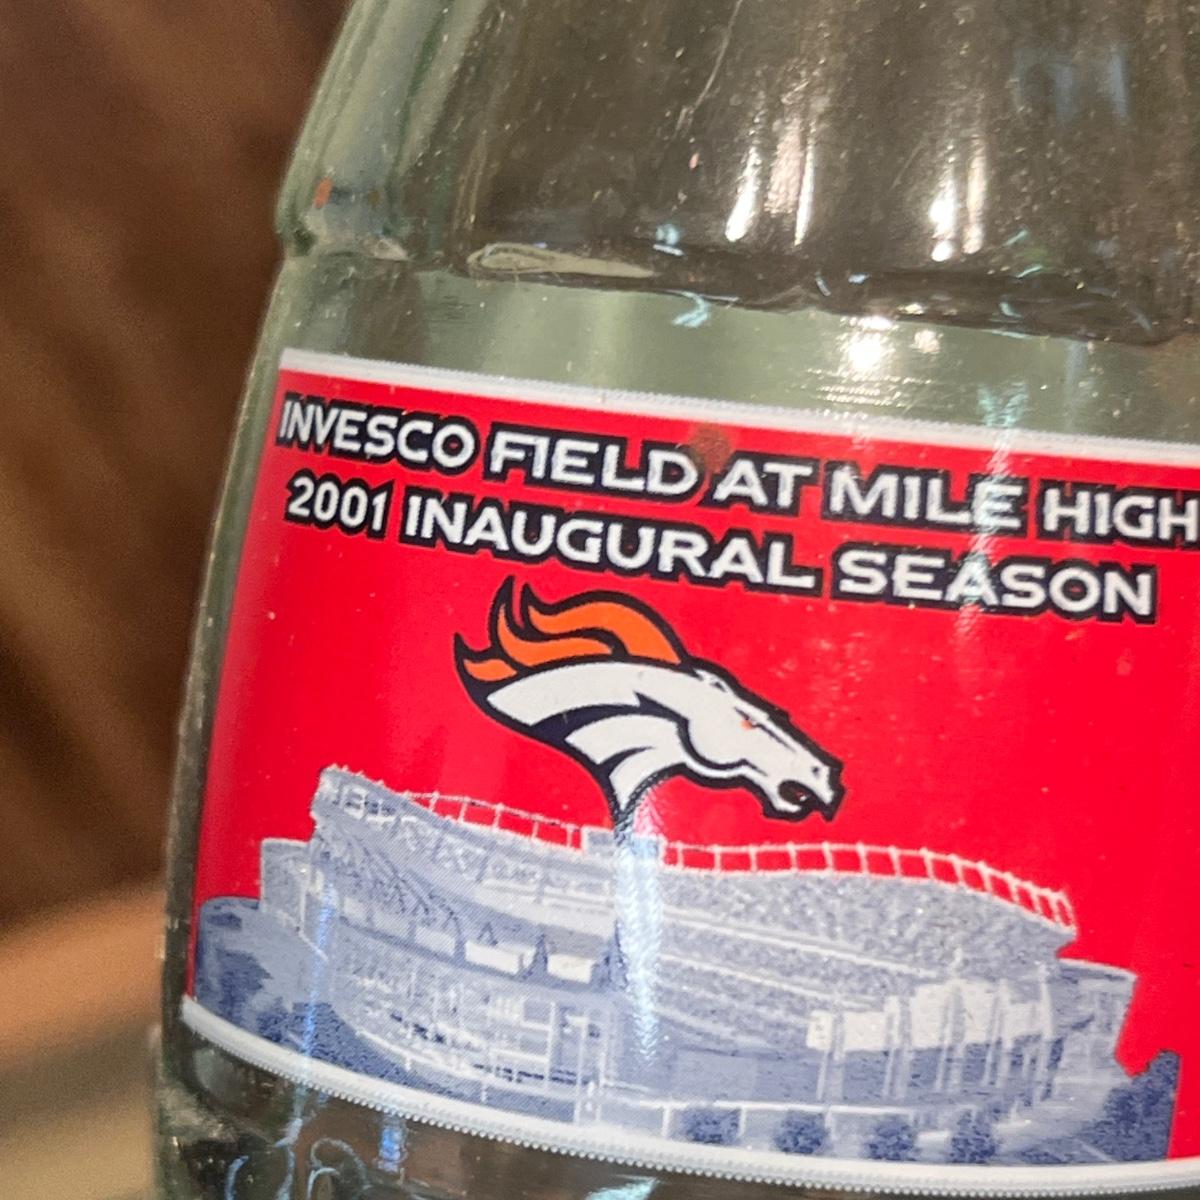 INVESCO FIELD AT MILE HIGH
2001 INAUGURAL SEASON